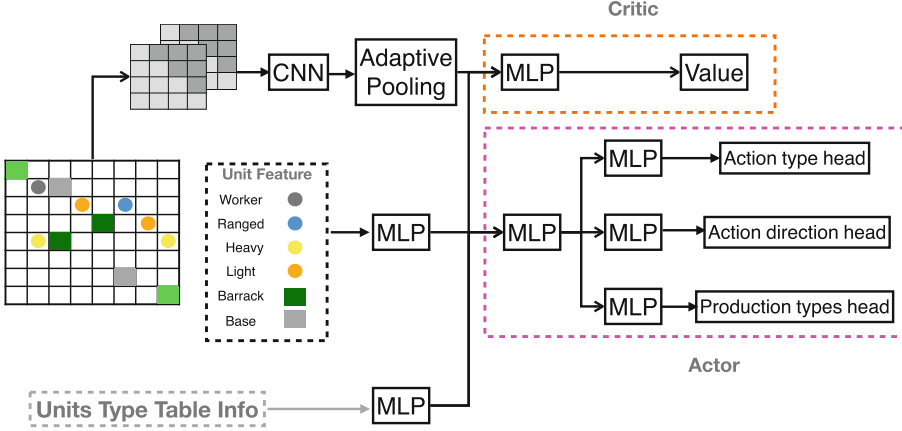 Critic
CNN
Adaptive
Pooling
MLP
Value
Unit Feature
Worker
Ranged
Heavy
Light
Barrack
Base
MLP
MLP
MLP
Action type head
MLP
Action direction head
MLP
Production types head
Actor
Units Type Table Info
MLP